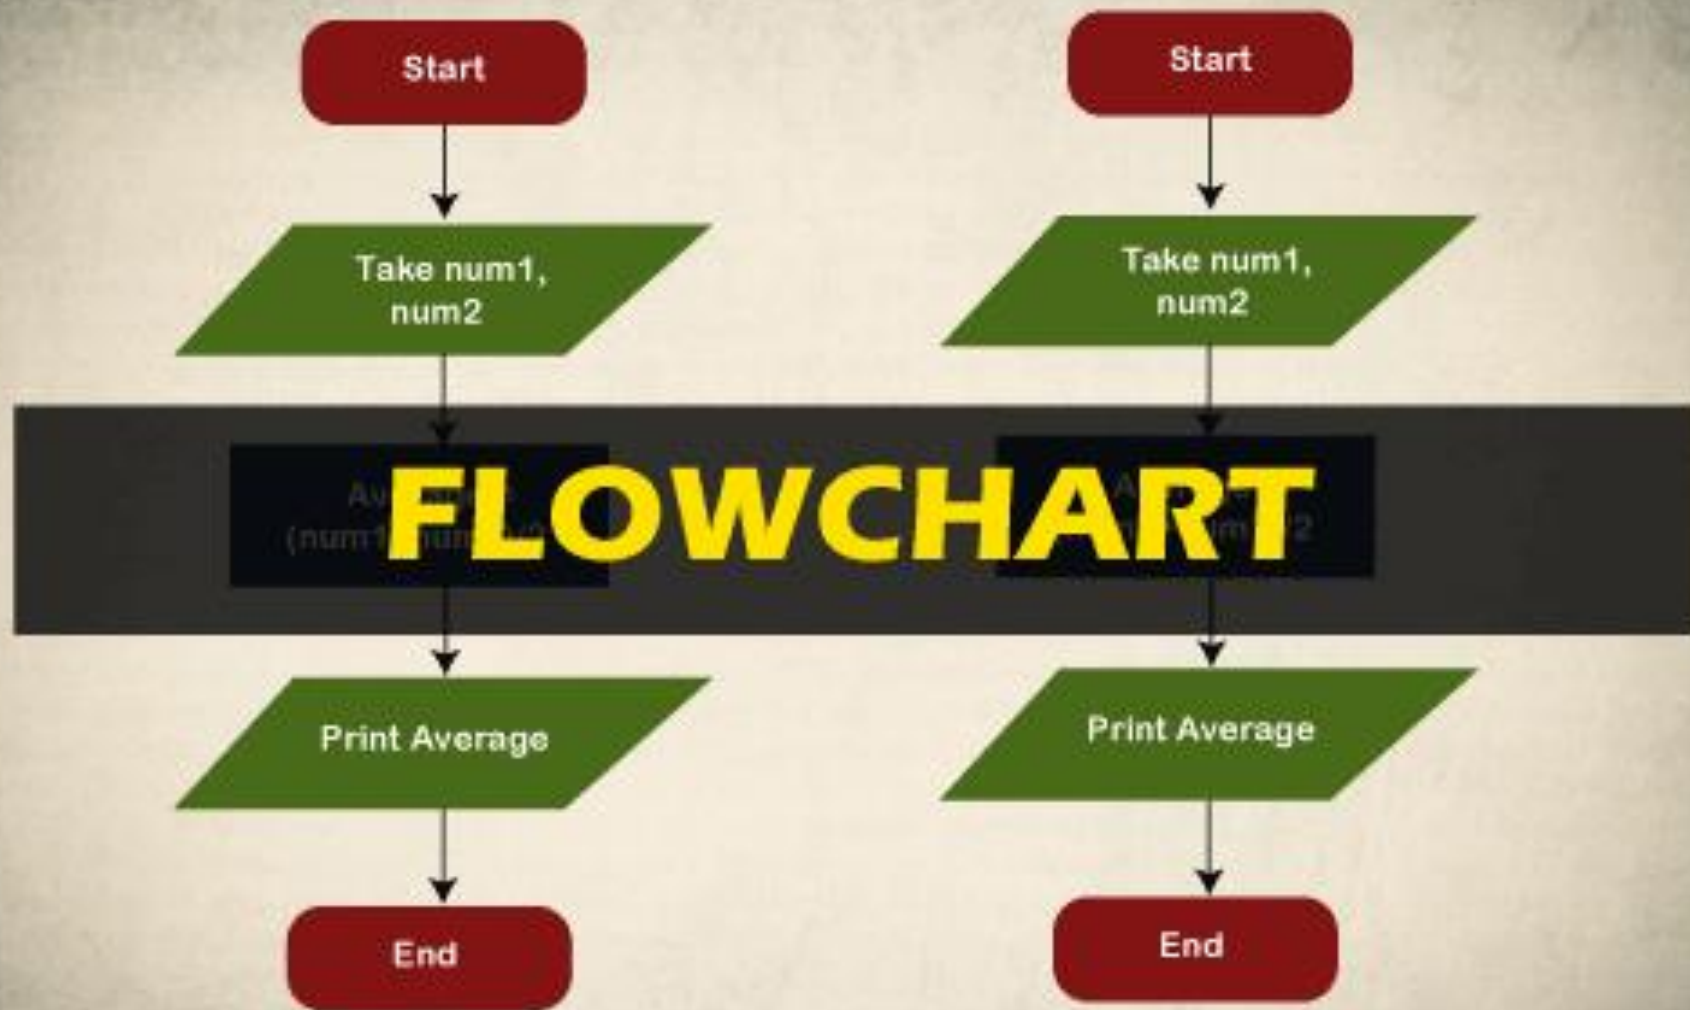 Start
Take num1,
num2
FLOWCHART
Print Average
End
Start
Take num1,
num2
Print Average
End